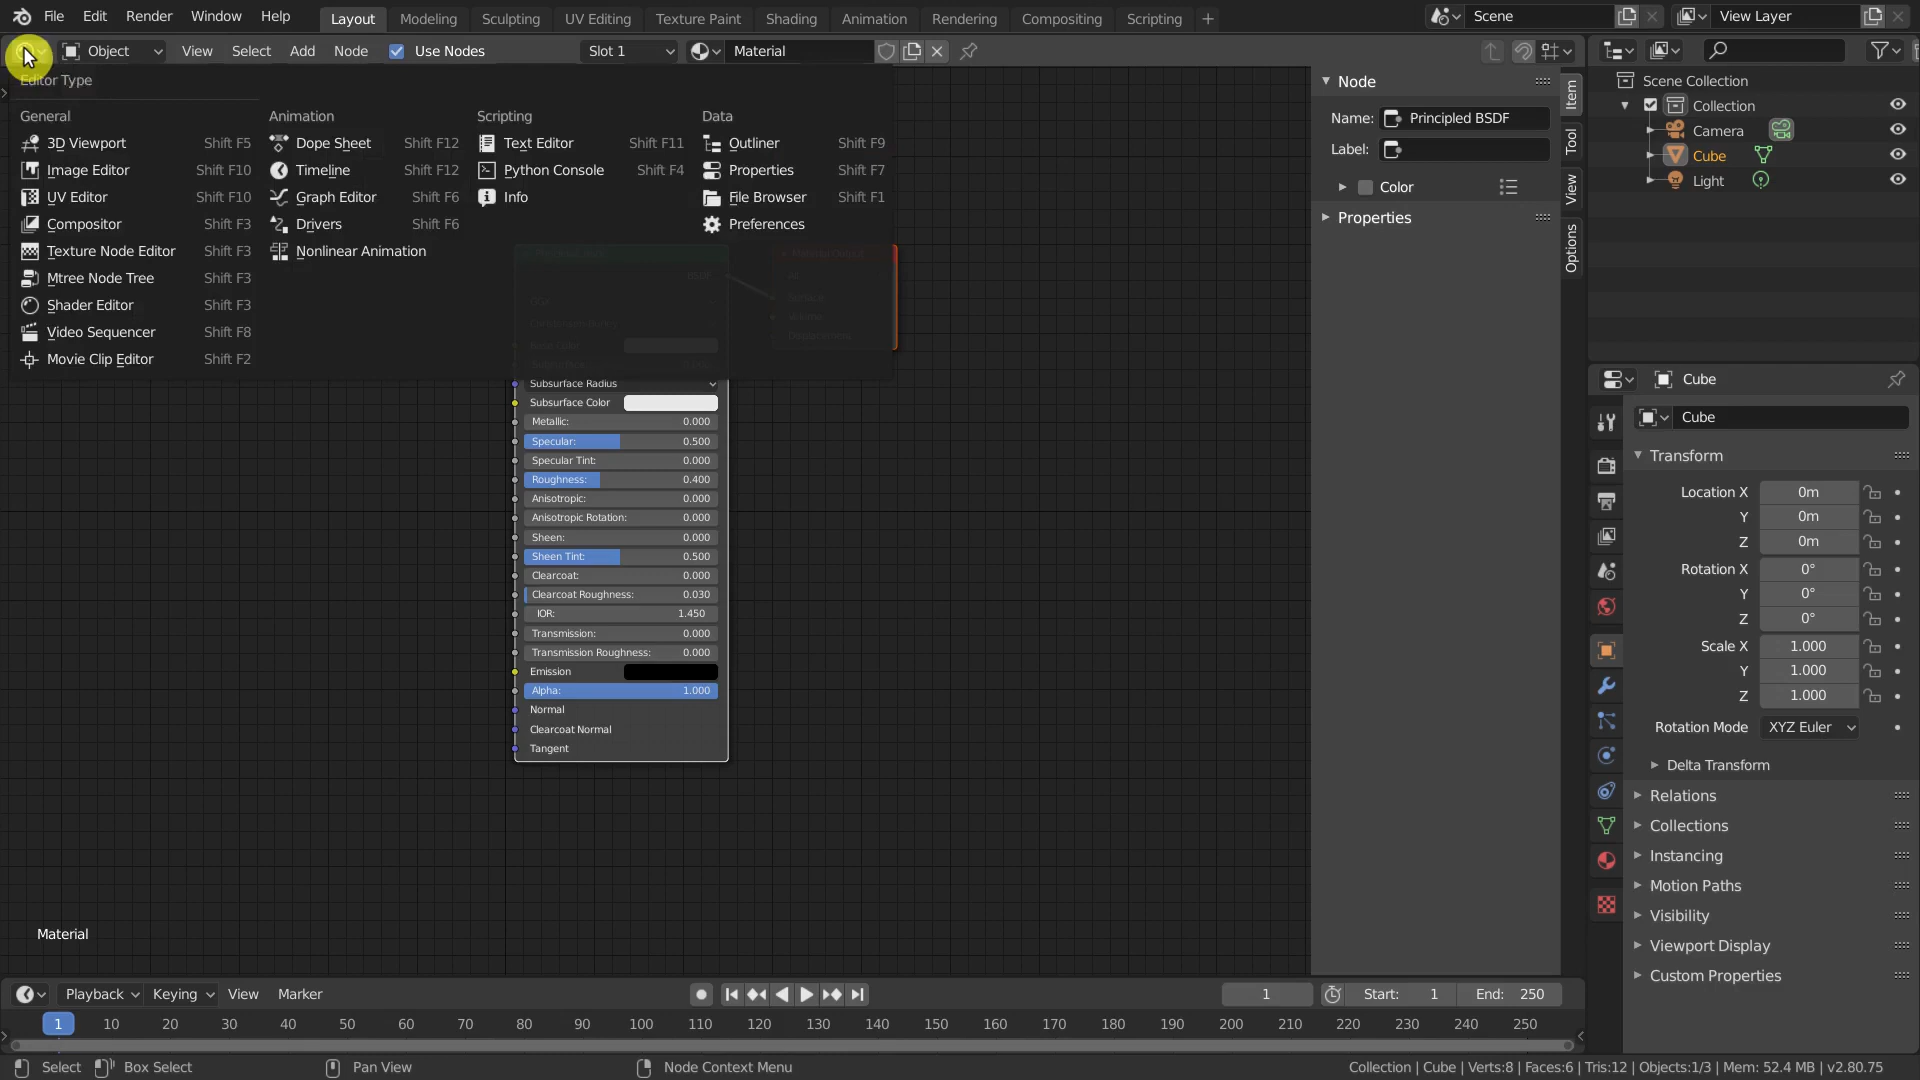 File Edit Render Window Help Layout Modeling Sculpting UV Editing Texture Paint Shading Animation Rendering Compositing Scripting + Scene View Layer
Object View Select Add Node Use Nodes Slot 1 Material
Editor Type
General
3D Viewport Shift F5
Image Editor Shift F10
UV Editor Shift F10
Compositor Shift F3
Texture Node Editor Shift F3
Mtree Node Tree Shift F3
Shader Editor Shift F3
Video Sequencer Shift F8
Movie Clip Editor Shift F2
Animation
Dope Sheet Shift F12
Timeline Shift F12
Graph Editor Shift F6
Drivers Shift F6
Nonlinear Animation
Scripting
Text Editor Shift F11
Python Console Shift F4
Info
Data
Outliner Shift F9
Properties Shift F7
File Browser Shift F1
Preferences
Subsurface Radius
Subsurface Color
Metallic: 0.000
Specular: 0.500
Specular Tint: 0.000
Roughness: 0.400
Anisotropic: 0.000
Anisotropic Rotation: 0.000
Sheen: 0.000
Sheen Tint: 0.500
Clearcoat: 0.000
Clearcoat Roughness: 0.030
IOR: 1.450
Transmission: 0.000
Transmission Roughness: 0.000
Emission
Alpha: 1.000
Normal
Clearcoat Normal
Tangent
Material
Node
Name: Principled BSDF
Label:
Color
Properties
Item
Tool
View
Options
Scene Collection
Collection
Camera
Cube
Light
Cube
Cube
Transform
Location X 0m
Y 0m
Z 0m
Rotation X 0°
Y 0°
Z 0°
Scale X 1.000
Y 1.000
Z 1.000
Rotation Mode XYZ Euler
Delta Transform
Relations
Collections
Instancing
Motion Paths
Visibility
Viewport Display
Custom Properties
Playback Keying View Marker 1 Start: 1 End: 250
1 10 20 30 40 50 60 70 80 90 100 110 120 130 140 150 160 170 180 190 200 210 220 230 240 250
Select Box Select Pan View Node Context Menu Collection | Cube | Verts:8 | Faces:6 | Tris:12 | Objects:1/3 | Mem: 52.4 MB | v2.80.75